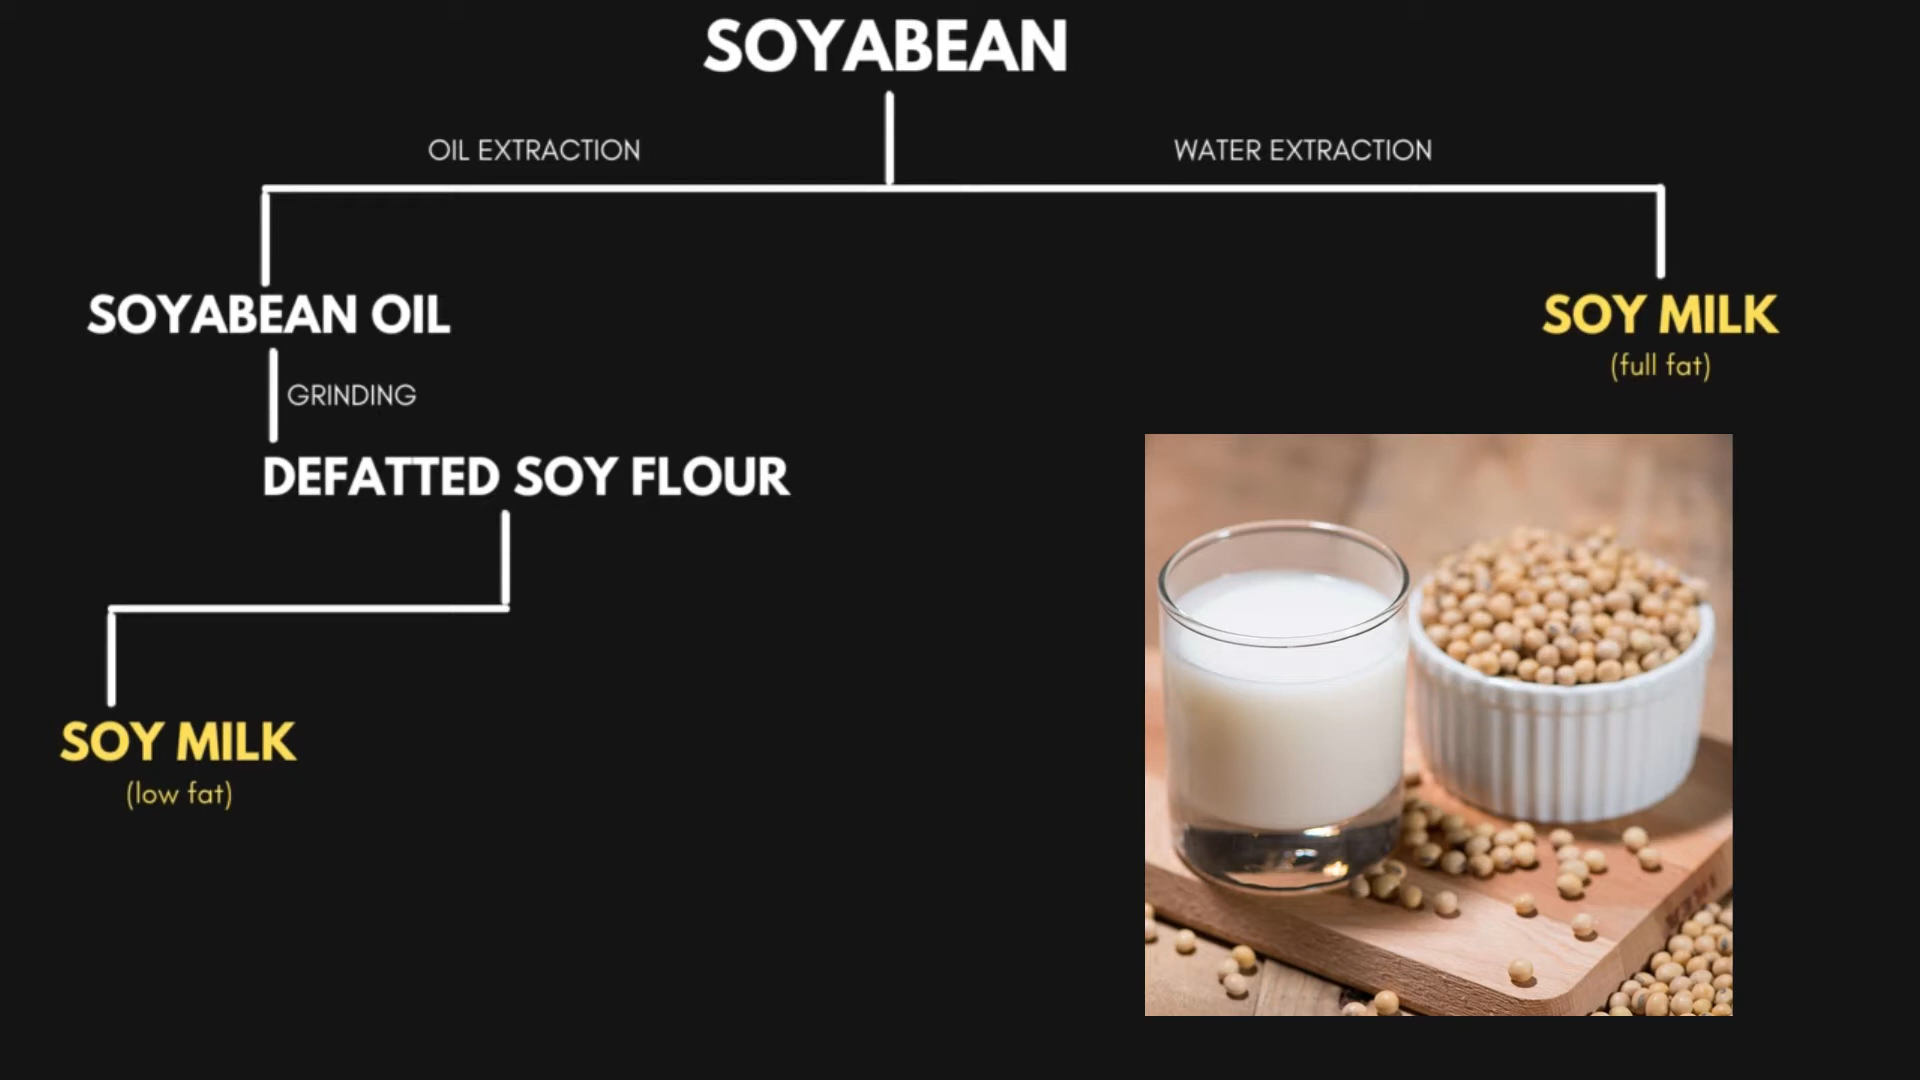 SOYABEAN
OIL EXTRACTION
WATER EXTRACTION
SOYABEAN OIL
SOY MILK
(full fat)
GRINDING
DEFATTED SOY FLOUR
SOY MILK
(low fat)